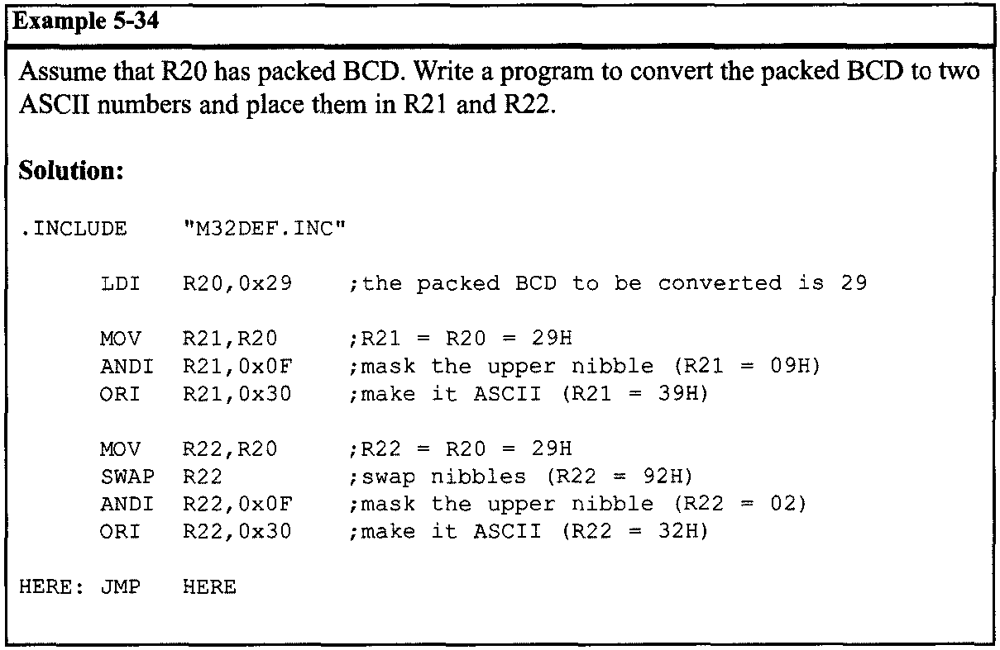 Example 5-34
Assume that R20 has packed BCD. Write a program to convert the packed BCD to two
ASCII numbers and place them in R21 and R22.
Solution:
.INCLUDE "M32DEF.INC"
LDI R20,0x29 ;the packed BCD to be converted is 29
MOV R21,R20 ;R21 = R20 = 29H
ANDI R21,0x0F ;mask the upper nibble (R21 = 09H)
ORI R21,0x30 ;make it ASCII (R21 = 39H)
MOV R22,R20 ;R22 = R20 = 29H
SWAP R22 ;swap nibbles (R22 = 92H)
ANDI R22,0x0F ;mask the upper nibble (R22 = 02)
ORI R22,0x30 ;make it ASCII (R22 = 32H)
HERE: JMP HERE